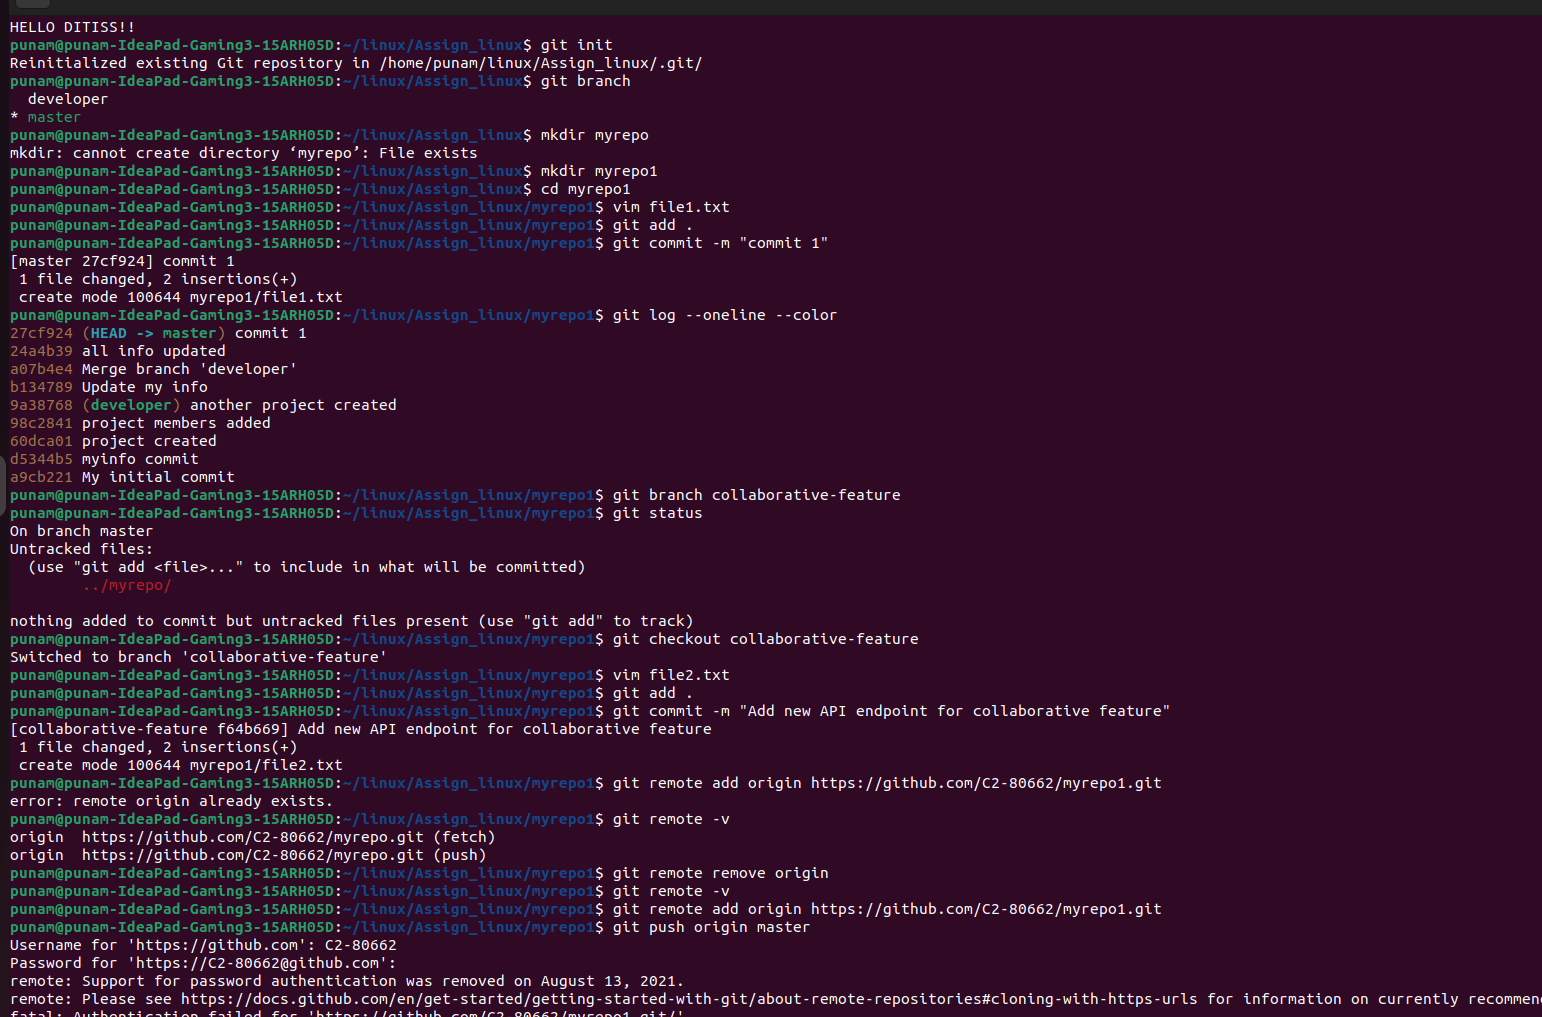 HELLO DITISS!!
punam@punam-IdeaPad-Gaming3-15ARH05D:~/linux/Assign_linux$ git init
Reinitialized existing Git repository in /home/punam/linux/Assign_linux/.git/
punam@punam-IdeaPad-Gaming3-15ARH05D:~/linux/Assign_linux$ git branch
  developer
* master
punam@punam-IdeaPad-Gaming3-15ARH05D:~/linux/Assign_linux$ mkdir myrepo
mkdir: cannot create directory ‘myrepo’: File exists
punam@punam-IdeaPad-Gaming3-15ARH05D:~/linux/Assign_linux$ mkdir myrepo1
punam@punam-IdeaPad-Gaming3-15ARH05D:~/linux/Assign_linux$ cd myrepo1
punam@punam-IdeaPad-Gaming3-15ARH05D:~/linux/Assign_linux/myrepo1$ vim file1.txt
punam@punam-IdeaPad-Gaming3-15ARH05D:~/linux/Assign_linux/myrepo1$ git add .
punam@punam-IdeaPad-Gaming3-15ARH05D:~/linux/Assign_linux/myrepo1$ git commit -m "commit 1"
[master 27cf924] commit 1
 1 file changed, 2 insertions(+)
 create mode 100644 myrepo1/file1.txt
punam@punam-IdeaPad-Gaming3-15ARH05D:~/linux/Assign_linux/myrepo1$ git log --oneline --color
27cf924 (HEAD -> master) commit 1
24a4b39 all info updated
a07b4e4 Merge branch 'developer'
b134789 Update my info
9a38768 (developer) another project created
98c2841 project members added
60dca01 project created
d5344b5 myinfo commit
a9cb221 My initial commit
punam@punam-IdeaPad-Gaming3-15ARH05D:~/linux/Assign_linux/myrepo1$ git branch collaborative-feature
punam@punam-IdeaPad-Gaming3-15ARH05D:~/linux/Assign_linux/myrepo1$ git status
On branch master
Untracked files:
  (use "git add <file>..." to include in what will be committed)
        ../myrepo/

nothing added to commit but untracked files present (use "git add" to track)
punam@punam-IdeaPad-Gaming3-15ARH05D:~/linux/Assign_linux/myrepo1$ git checkout collaborative-feature
Switched to branch 'collaborative-feature'
punam@punam-IdeaPad-Gaming3-15ARH05D:~/linux/Assign_linux/myrepo1$ vim file2.txt
punam@punam-IdeaPad-Gaming3-15ARH05D:~/linux/Assign_linux/myrepo1$ git add .
punam@punam-IdeaPad-Gaming3-15ARH05D:~/linux/Assign_linux/myrepo1$ git commit -m "Add new API endpoint for collaborative feature"
[collaborative-feature f64b669] Add new API endpoint for collaborative feature
 1 file changed, 2 insertions(+)
 create mode 100644 myrepo1/file2.txt
punam@punam-IdeaPad-Gaming3-15ARH05D:~/linux/Assign_linux/myrepo1$ git remote add origin https://github.com/C2-80662/myrepo1.git
error: remote origin already exists.
punam@punam-IdeaPad-Gaming3-15ARH05D:~/linux/Assign_linux/myrepo1$ git remote -v
origin  https://github.com/C2-80662/myrepo.git (fetch)
origin  https://github.com/C2-80662/myrepo.git (push)
punam@punam-IdeaPad-Gaming3-15ARH05D:~/linux/Assign_linux/myrepo1$ git remote remove origin
punam@punam-IdeaPad-Gaming3-15ARH05D:~/linux/Assign_linux/myrepo1$ git remote -v
punam@punam-IdeaPad-Gaming3-15ARH05D:~/linux/Assign_linux/myrepo1$ git remote add origin https://github.com/C2-80662/myrepo1.git
punam@punam-IdeaPad-Gaming3-15ARH05D:~/linux/Assign_linux/myrepo1$ git push origin master
Username for 'https://github.com': C2-80662
Password for 'https://C2-80662@github.com':
remote: Support for password authentication was removed on August 13, 2021.
remote: Please see https://docs.github.com/en/get-started/getting-started-with-git/about-remote-repositories#cloning-with-https-urls for information on currently recommen
fatal: Authentication failed for 'https://github.com/C2-80662/myrepo1.git/'